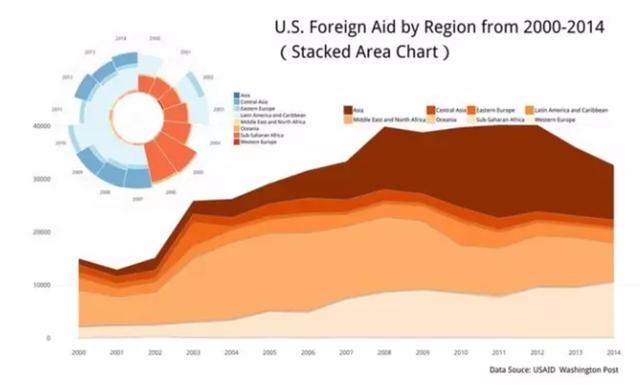 U.S. Foreign Aid by Region from 2000-2014
( Stacked Area Chart )
2014 2000
2013 2001
2012 2002
2011 2003
2010 2004
2009 2005
2008 2006
2007
Asia
Central Asia
Eastern Europe
Latin America and Caribbean
Middle East and North Africa
Oceania
Sub-Saharan Africa
Western Europe
Asia Central Asia Eastern Europe Latin America and Caribbean
Middle East and North Africa Oceania Sub-Saharan Africa Western Europe
40000
30000
20000
10000
0
2000 2001 2002 2003 2004 2005 2006 2007 2008 2009 2010 2011 2012 2013 2014
Data Souce: USAID Washington Post